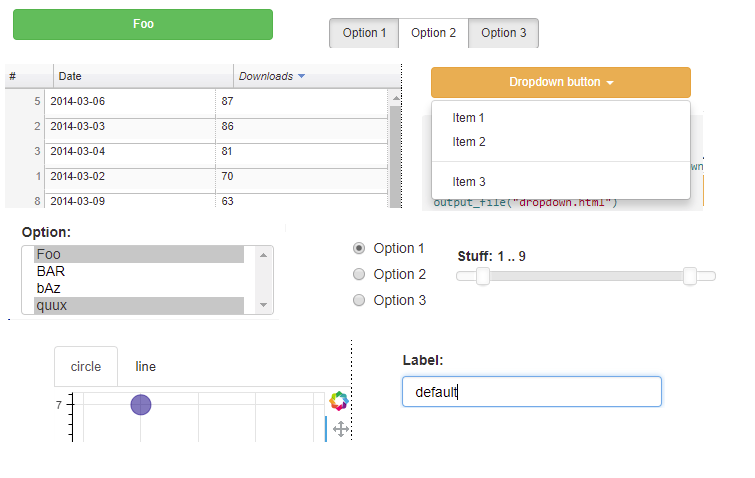 Foo
Option 1 Option 2 Option 3
# Date Downloads
5 2014-03-06 87
2 2014-03-03 86
3 2014-03-04 81
1 2014-03-02 70
8 2014-03-09 63
Dropdown button
Item 1
Item 2
wn
Item 3
output_file("dropdown.html")
Option:
Foo
BAR
bAz
quux
Option 1
Option 2
Option 3
Stuff: 1 .. 9
circle line
7
Label:
default